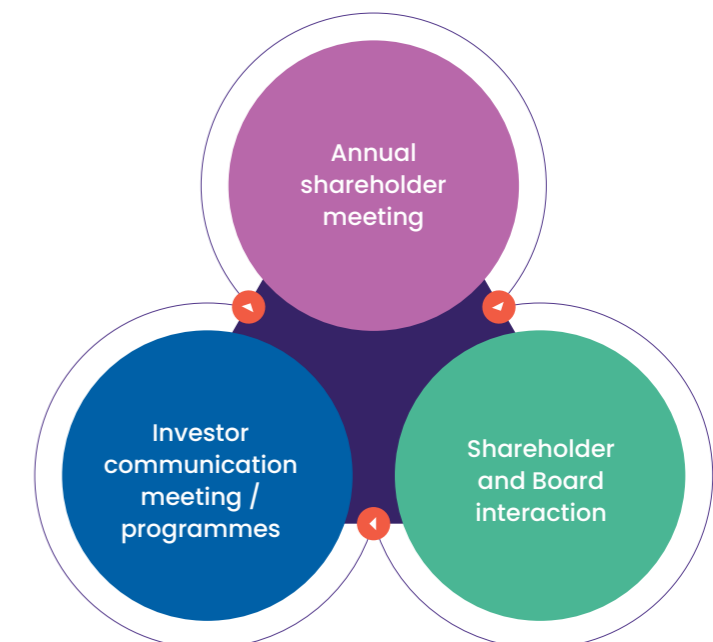 Annual
shareholder
meeting
Investor
communication
meeting /
programmes
Shareholder
and Board
interaction